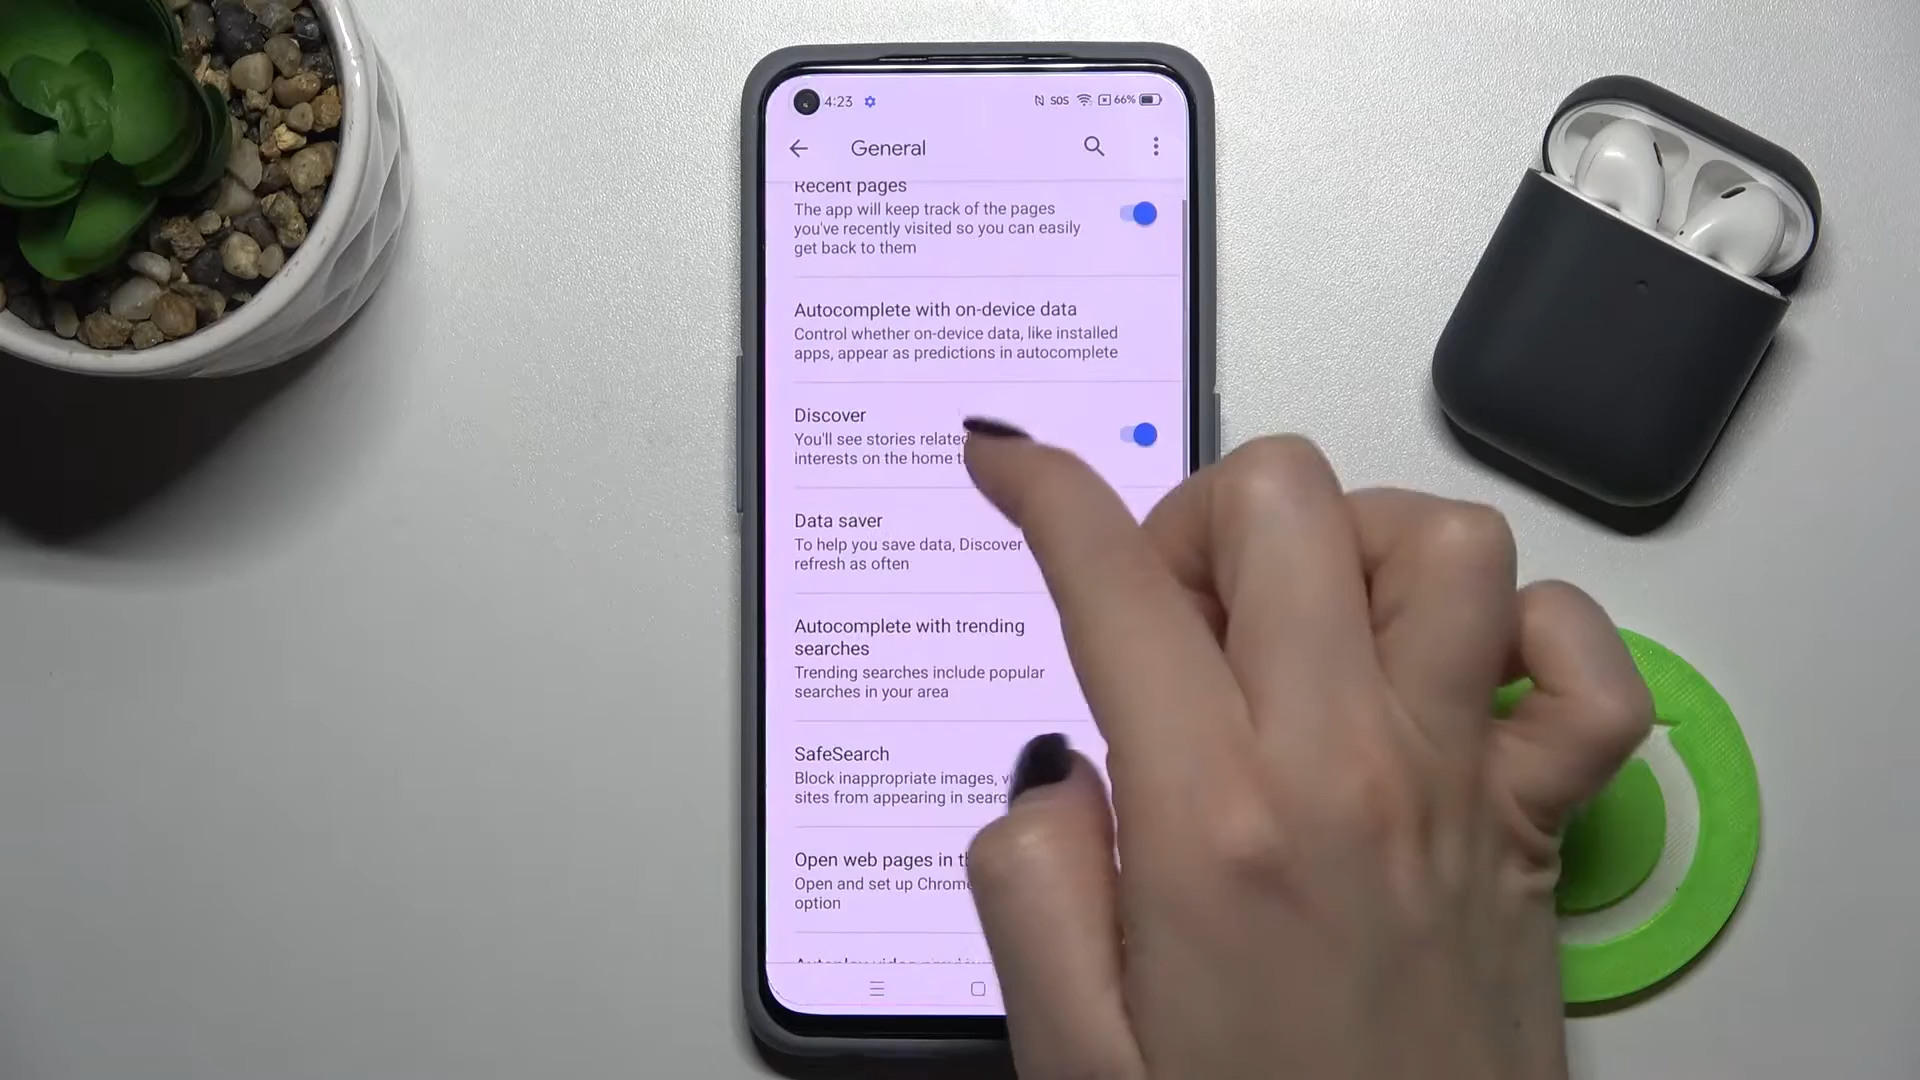 4:23 SOS 66%
General
Recent pages
The app will keep track of the pages
you've recently visited so you can easily
get back to them
Autocomplete with on-device data
Control whether on-device data, like installed
apps, appear as predictions in autocomplete
Discover
You'll see stories related
interests on the home
Data saver
To help you save data, Discover
refresh as often
Autocomplete with trending
searches
Trending searches include popular
searches in your area
SafeSearch
Block inappropriate images,
sites from appearing in
Open web pages in
Open and set up Chrome
option